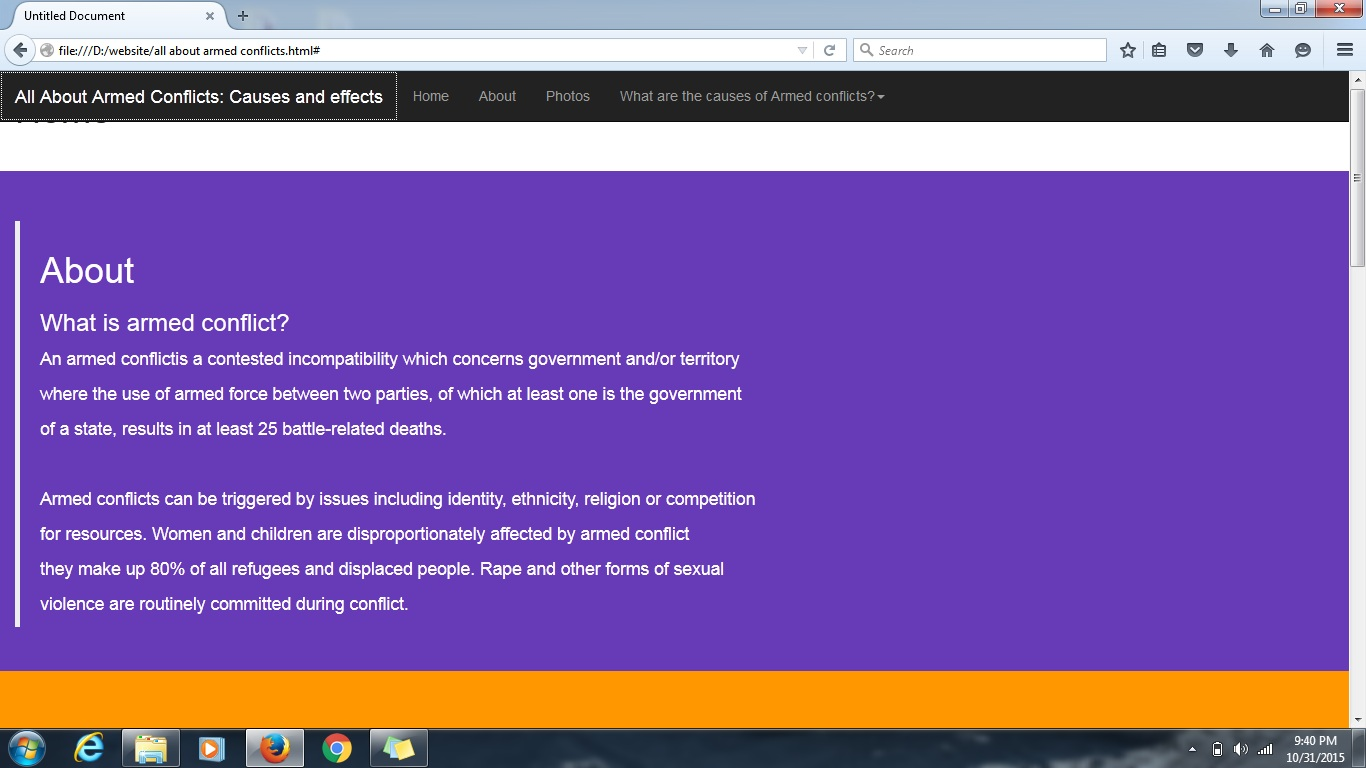 Untitled Document
file:///D:/website/all about armed conflicts.html#
Search
All About Armed Conflicts: Causes and effects
Home
About
Photos
What are the causes of Armed conflicts?
About
What is armed conflict?
An armed conflictis a contested incompatibility which concerns government and/or territory
where the use of armed force between two parties, of which at least one is the government
of a state, results in at least 25 battle-related deaths.
Armed conflicts can be triggered by issues including identity, ethnicity, religion or competition
for resources. Women and children are disproportionately affected by armed conflict
they make up 80% of all refugees and displaced people. Rape and other forms of sexual
violence are routinely committed during conflict.
9:40 PM
10/31/2015